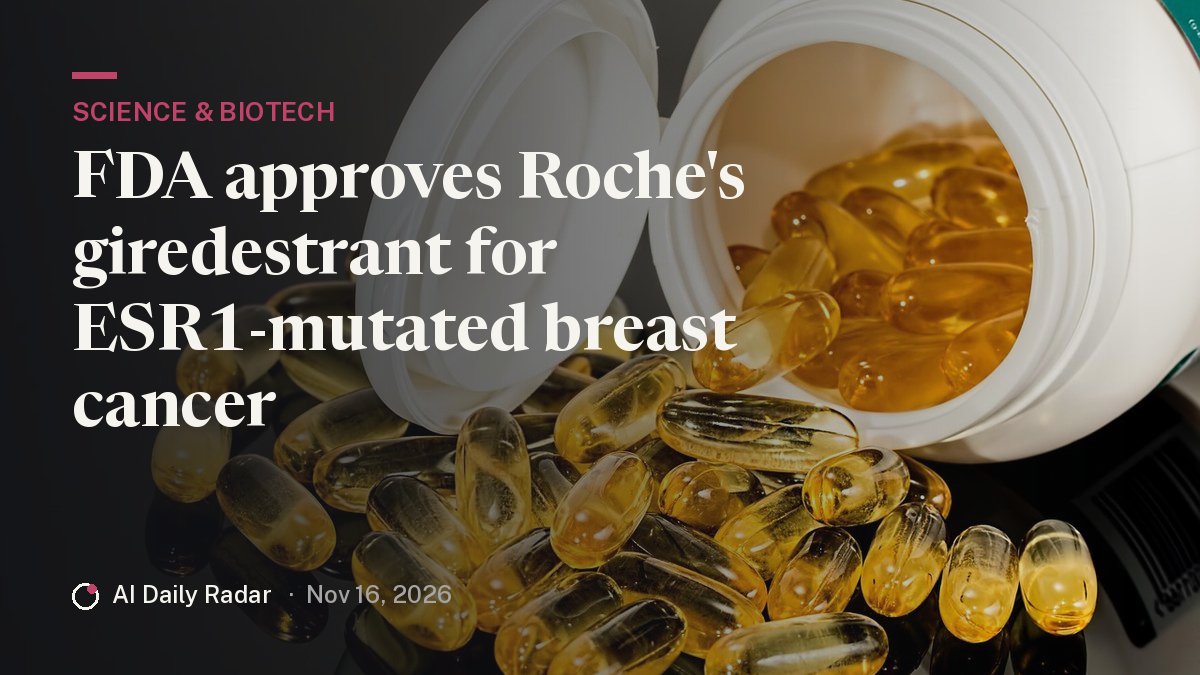 SCIENCE & BIOTECH
FDA approves Roche's
giredestrant for
ESR1-mutated breast
cancer
AI Daily Radar · Nov 16, 2026